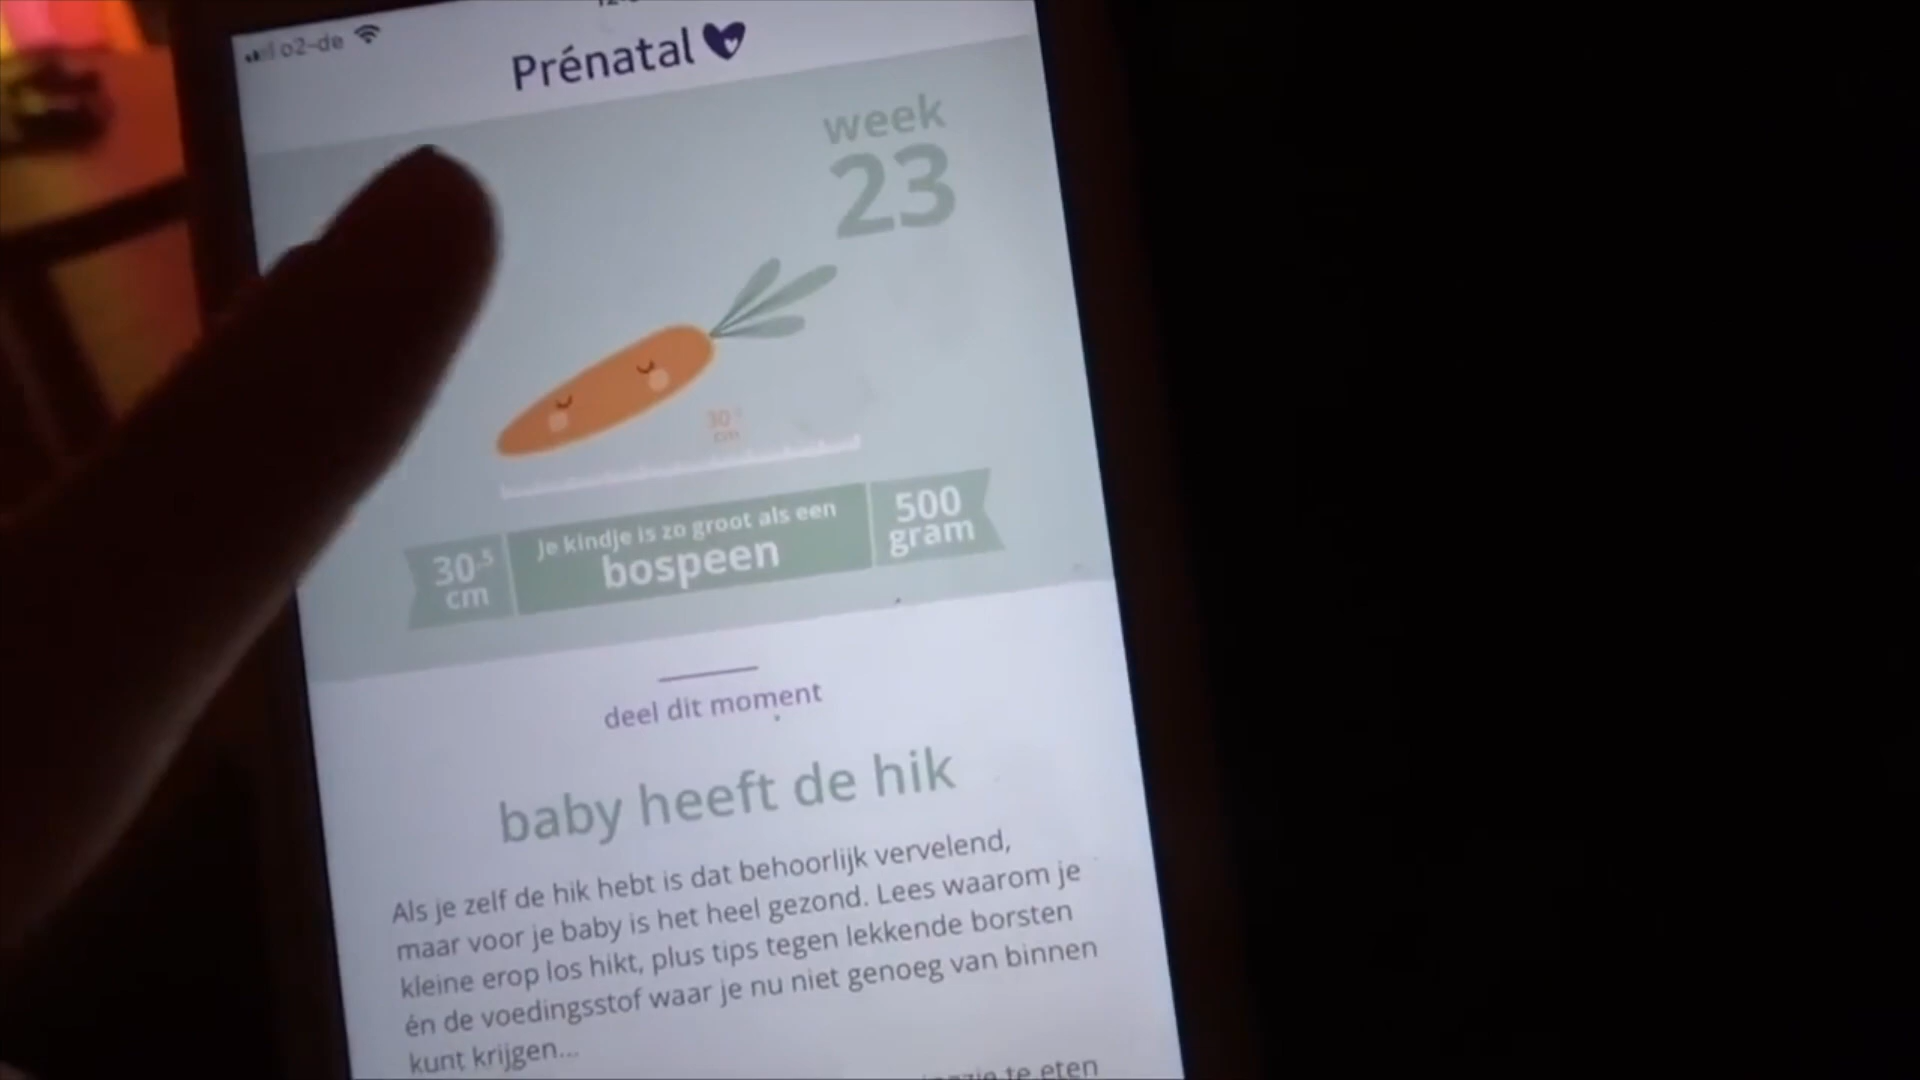 o2-de
Prénatal
week
23
30.5
cm
Je kindje is zo groot als een
bospeen
500
gram
deel dit moment
baby heeft de hik
Als je zelf de hik hebt is dat behoorlijk vervelend,
maar voor je baby is het heel gezond. Lees waarom je
kleine erop los hikt, plus tips tegen lekkende borsten
én de voedingsstof waar je nu niet genoeg van binnen
kunt krijgen...
te eten